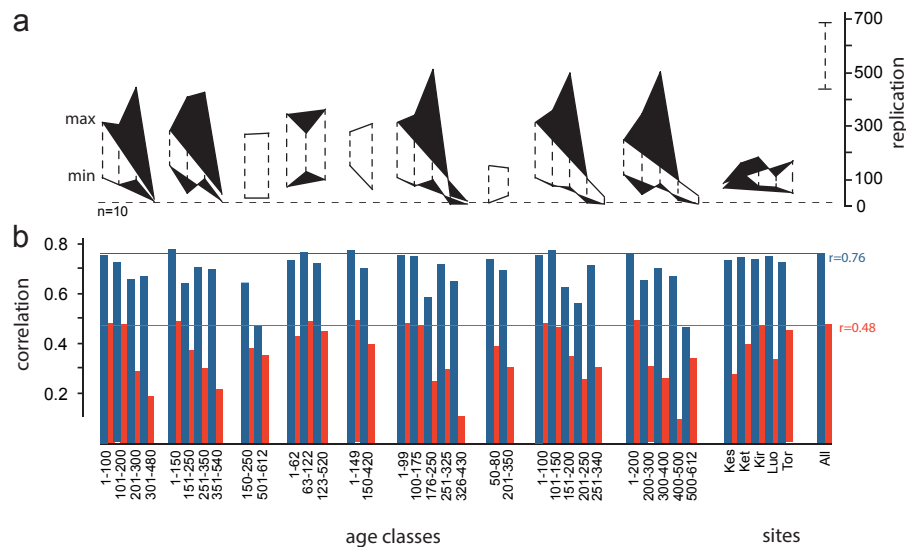 a
max
min
n=10
700
500
300
100
0
replication
b
0.8
0.6
0.4
0.2
correlation
r=0.76
r=0.48
1-100
101-200
201-300
301-480
1-150
151-250
251-350
351-540
150-250
501-612
1-62
63-122
123-520
1-149
150-420
1-99
100-175
176-250
251-325
326-430
50-80
201-350
1-100
101-150
151-200
201-250
251-340
1-200
200-300
300-400
400-500
500-612
Kes
Ket
Kir
Luo
Tor
All
age classes
sites